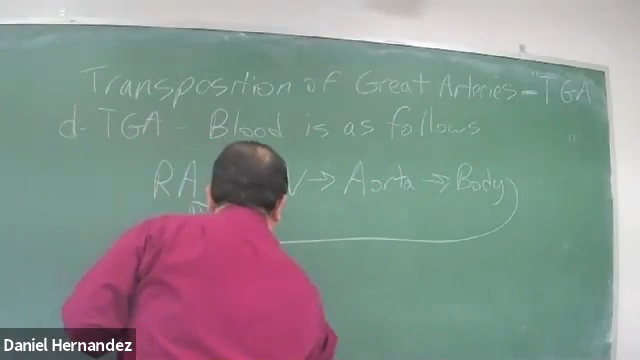 Transposition of Great Arteries - "TGA"
d-TGA - Blood is as follows
RA V → Aorta → Body
Daniel Hernandez